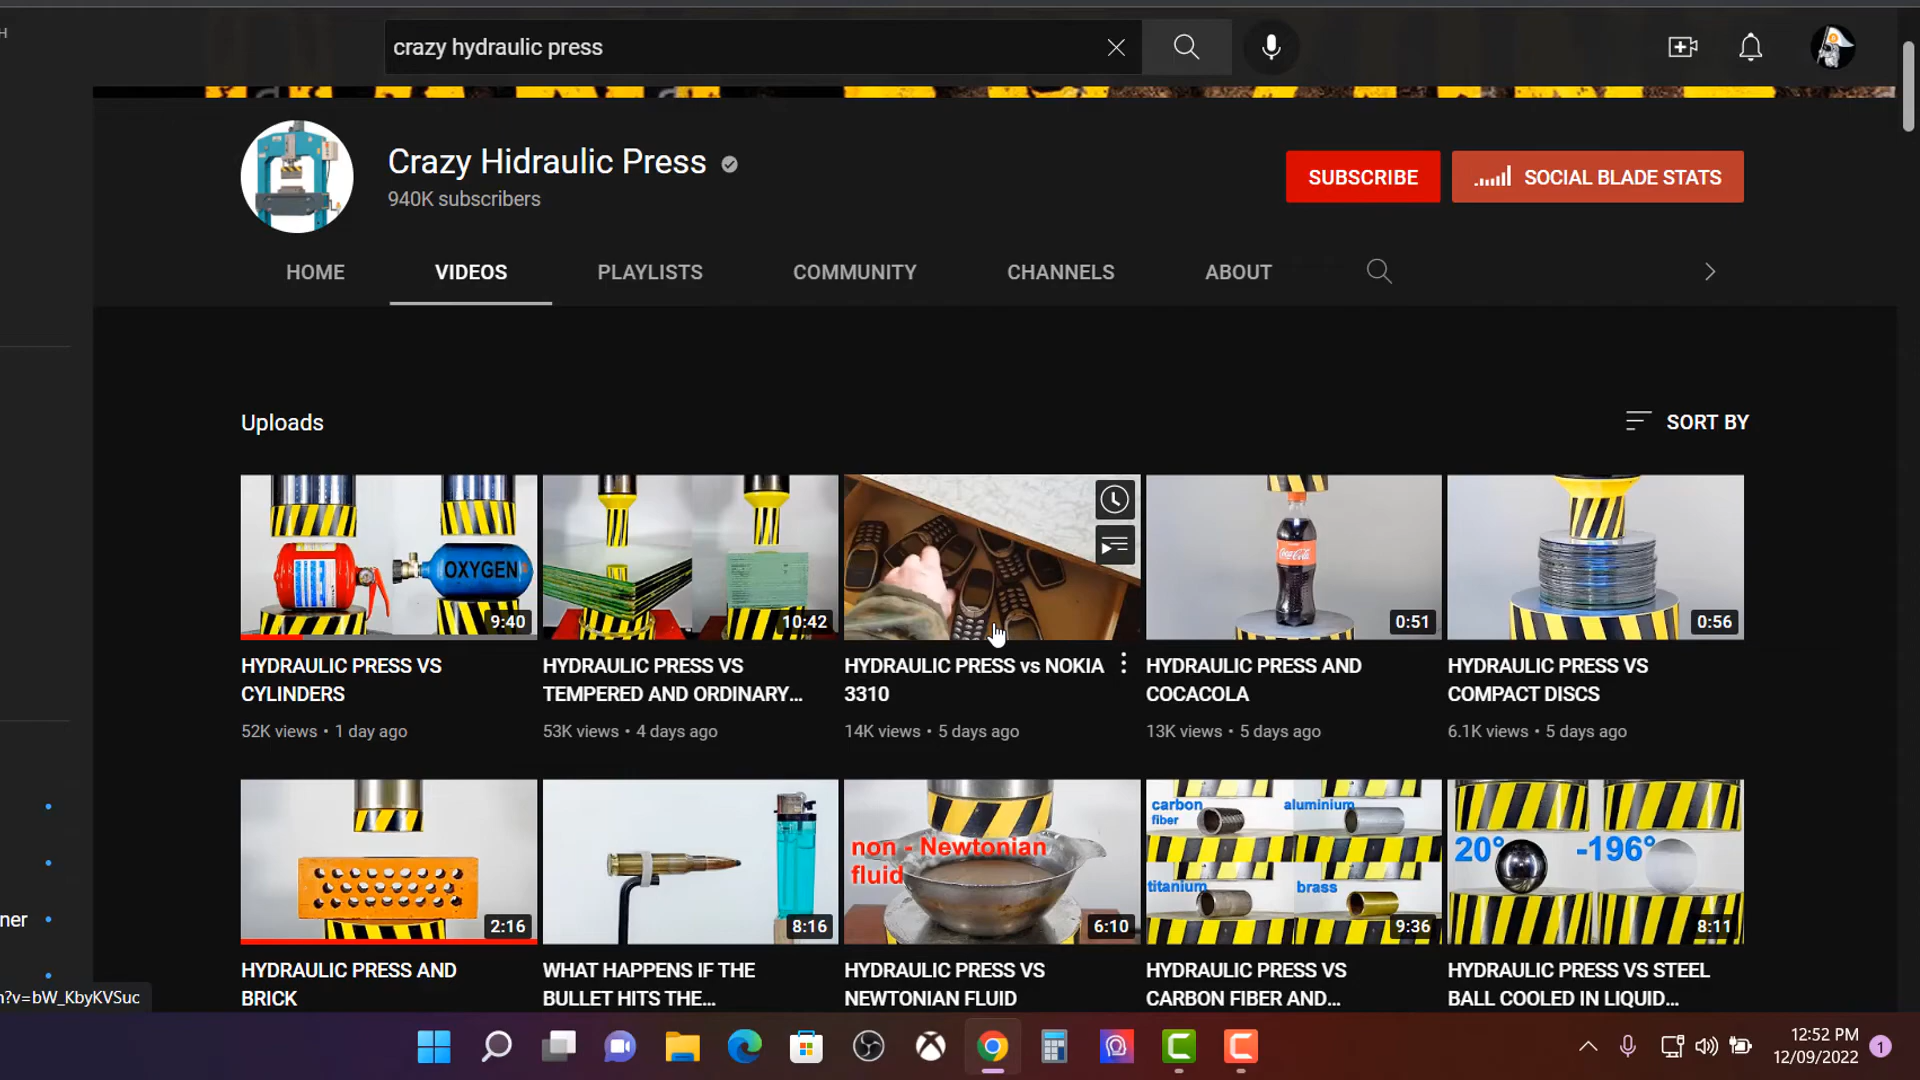 H
crazy hydraulic press
Crazy Hidraulic Press
940K subscribers
SUBSCRIBE
SOCIAL BLADE STATS
HOME
VIDEOS
PLAYLISTS
COMMUNITY
CHANNELS
ABOUT
Uploads
SORT BY
OXYGEN
9:40
10:42
Coca-Cola
0:51
0:56
HYDRAULIC PRESS VS
CYLINDERS
52K views • 1 day ago
HYDRAULIC PRESS VS
TEMPERED AND ORDINARY...
53K views • 4 days ago
HYDRAULIC PRESS vs NOKIA
3310
14K views • 5 days ago
HYDRAULIC PRESS AND
COCACOLA
13K views • 5 days ago
HYDRAULIC PRESS VS
COMPACT DISCS
6.1K views • 5 days ago
2:16
8:16
non - Newtonian
fluid
6:10
carbon
fiber
aluminium
titanium
brass
9:36
20°
-196°
8:11
HYDRAULIC PRESS AND
BRICK
WHAT HAPPENS IF THE
BULLET HITS THE...
HYDRAULIC PRESS VS
NEWTONIAN FLUID
HYDRAULIC PRESS VS
CARBON FIBER AND...
HYDRAULIC PRESS VS STEEL
BALL COOLED IN LIQUID...
ner
n?v=bW_KbyKVSuc
12:52 PM
12/09/2022
1